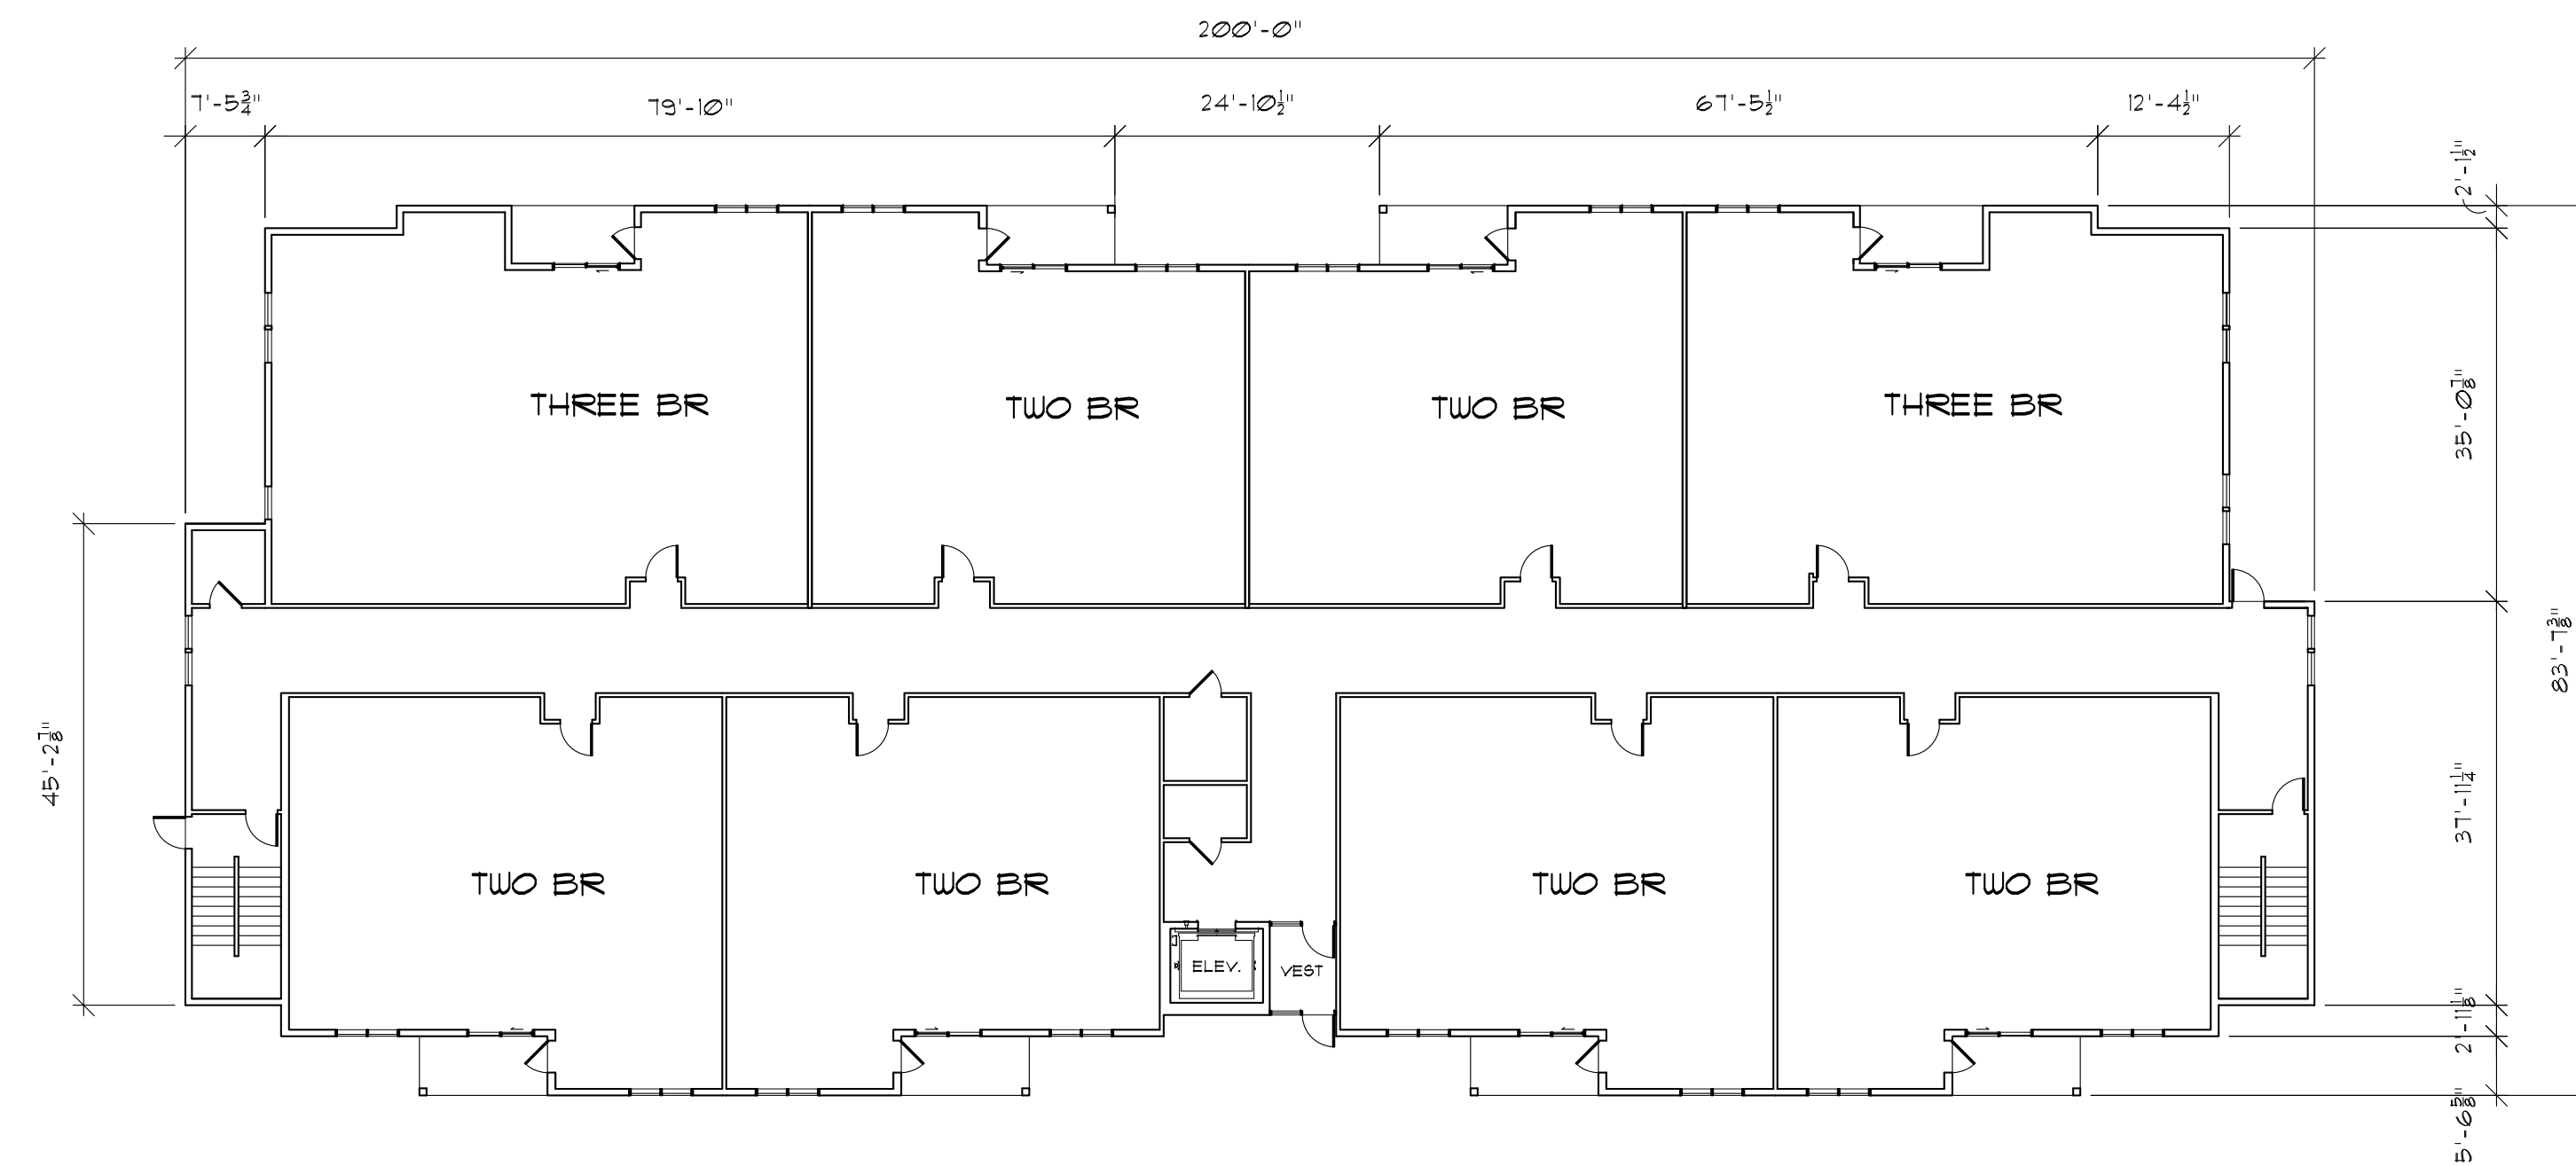 200'-0"
7'-5¾"
79'-10"
24'-10½"
67'-5½"
12'-4½"
2'-1½"
THREE BR
TWO BR
TWO BR
THREE BR
35'-0⅞"
83'-7⅜"
45'-2⅞"
37'-11¼"
TWO BR
TWO BR
TWO BR
TWO BR
ELEV.
VEST
2'-11⅛"
5'-6⅝"